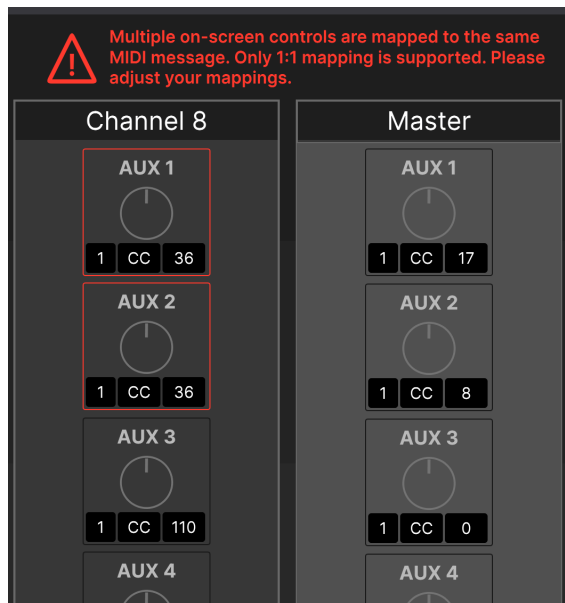 Multiple on-screen controls are mapped to the same
MIDI message. Only 1:1 mapping is supported. Please
adjust your mappings.
Channel 8
AUX 1
1 CC 36
AUX 2
1 CC 36
AUX 3
1 CC 110
AUX 4
Master
AUX 1
1 CC 17
AUX 2
1 CC 8
AUX 3
1 CC 0
AUX 4